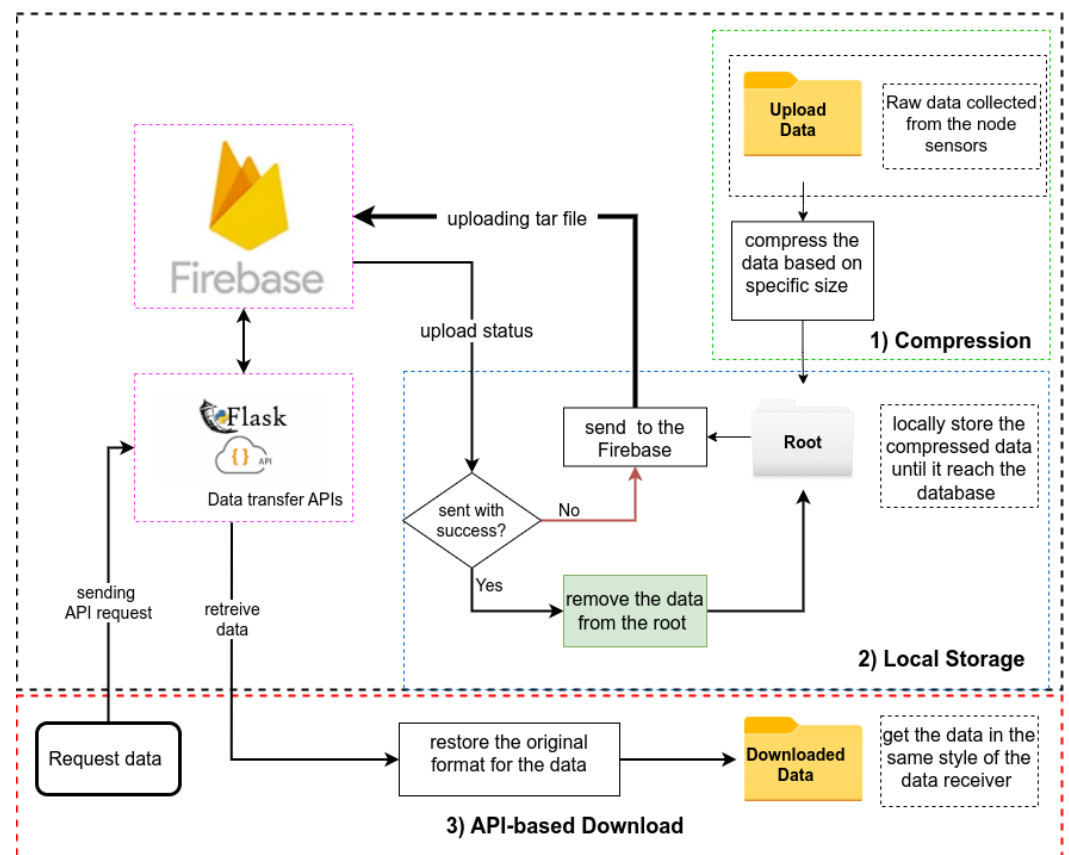 Upload
Data
Raw data collected
from the node
sensors
compress the
data based on
specific size
1) Compression
Firebase
uploading tar file
upload status
Flask
{ }
API
Data transfer APIs
send to the
Firebase
Root
locally store the
compressed data
until it reach the
database
sent with
success?
No
Yes
remove the data
from the root
2) Local Storage
sending
API request
retreive
data
Request data
restore the original
format for the data
Downloaded
Data
get the data in the
same style of the
data receiver
3) API-based Download